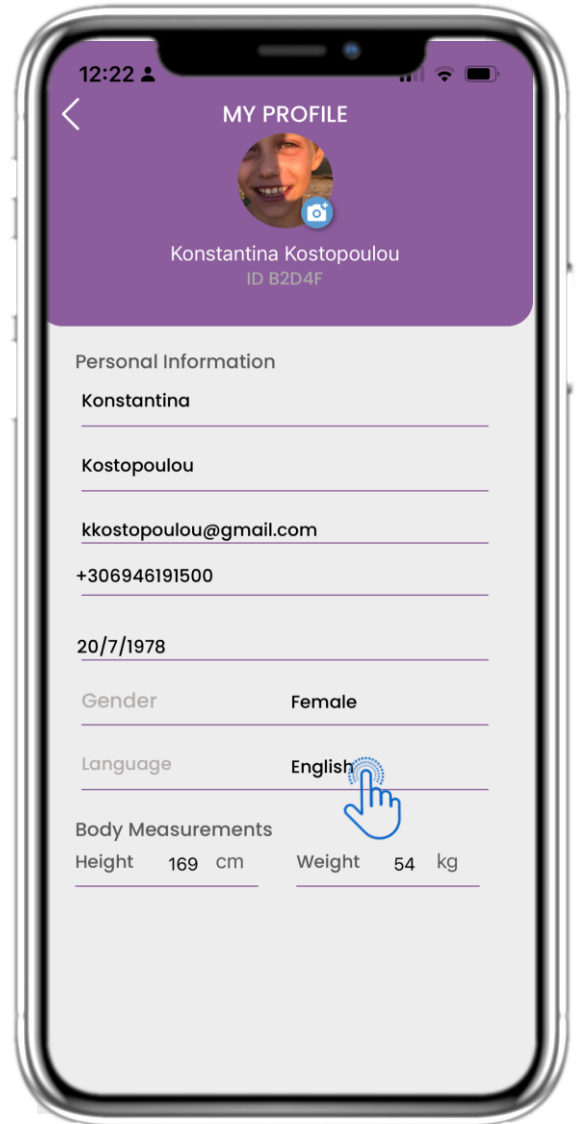 12:22
MY PROFILE
Konstantina Kostopoulou
ID B2D4F
Personal Information
Konstantina
Kostopoulou
kkostopoulou@gmail.com
+306946191500
20/7/1978
Gender Female
Language English
Body Measurements
Height 169 cm Weight 54 kg